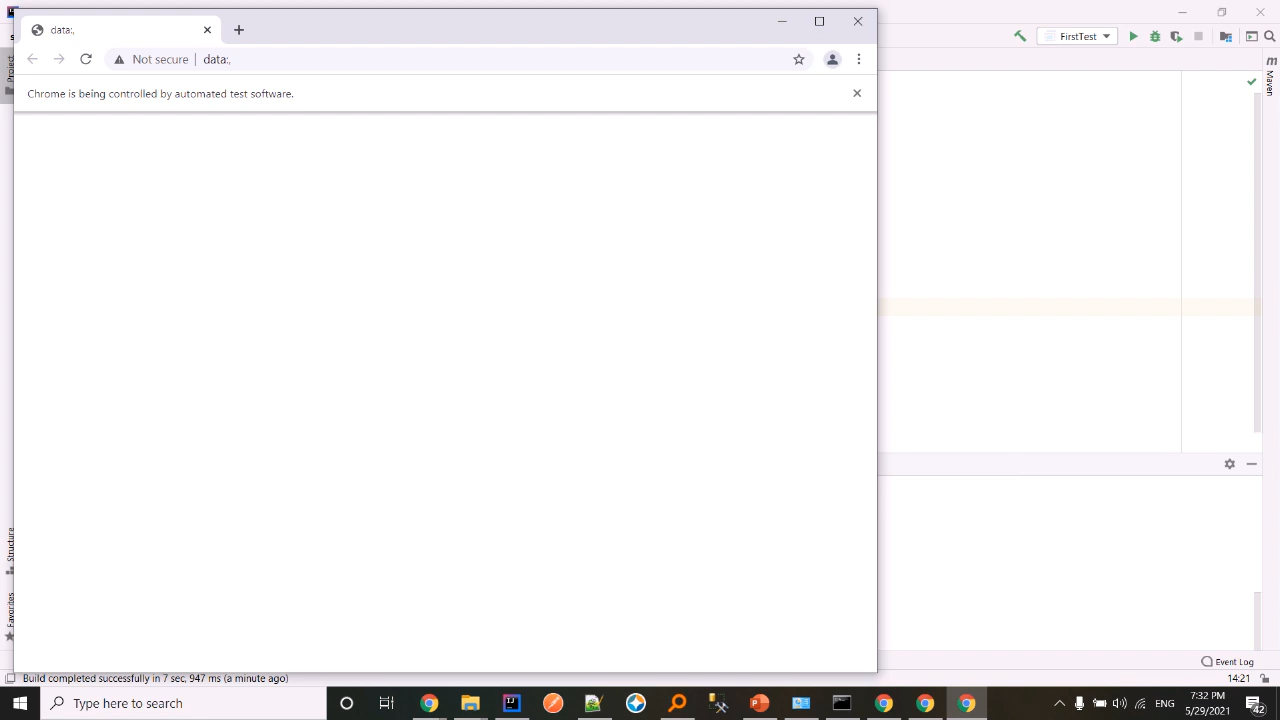 data:,
Not secure data:,
Chrome is being controlled by automated test software.
FirstTest
Project
Maven
Structure
Favorites
Event Log
Build completed successfully in 7 sec, 947 ms (a minute ago)
14:21
Type here to search
ENG
7:32 PM
5/29/2021
42